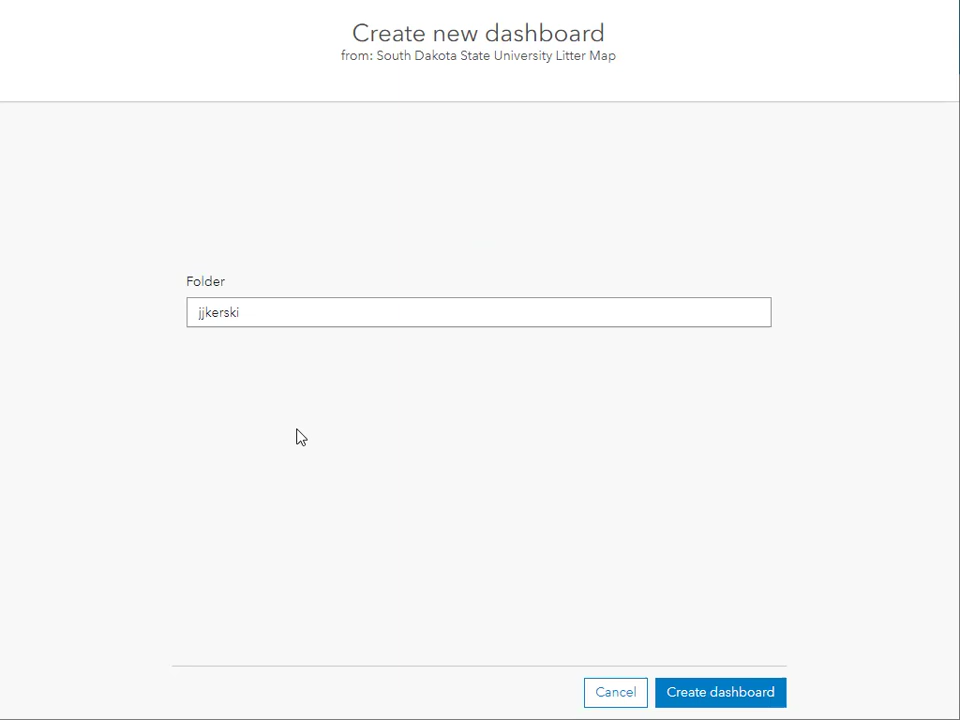 Create new dashboard
from: South Dakota State University Litter Map
Folder
jjkerski
Cancel
Create dashboard